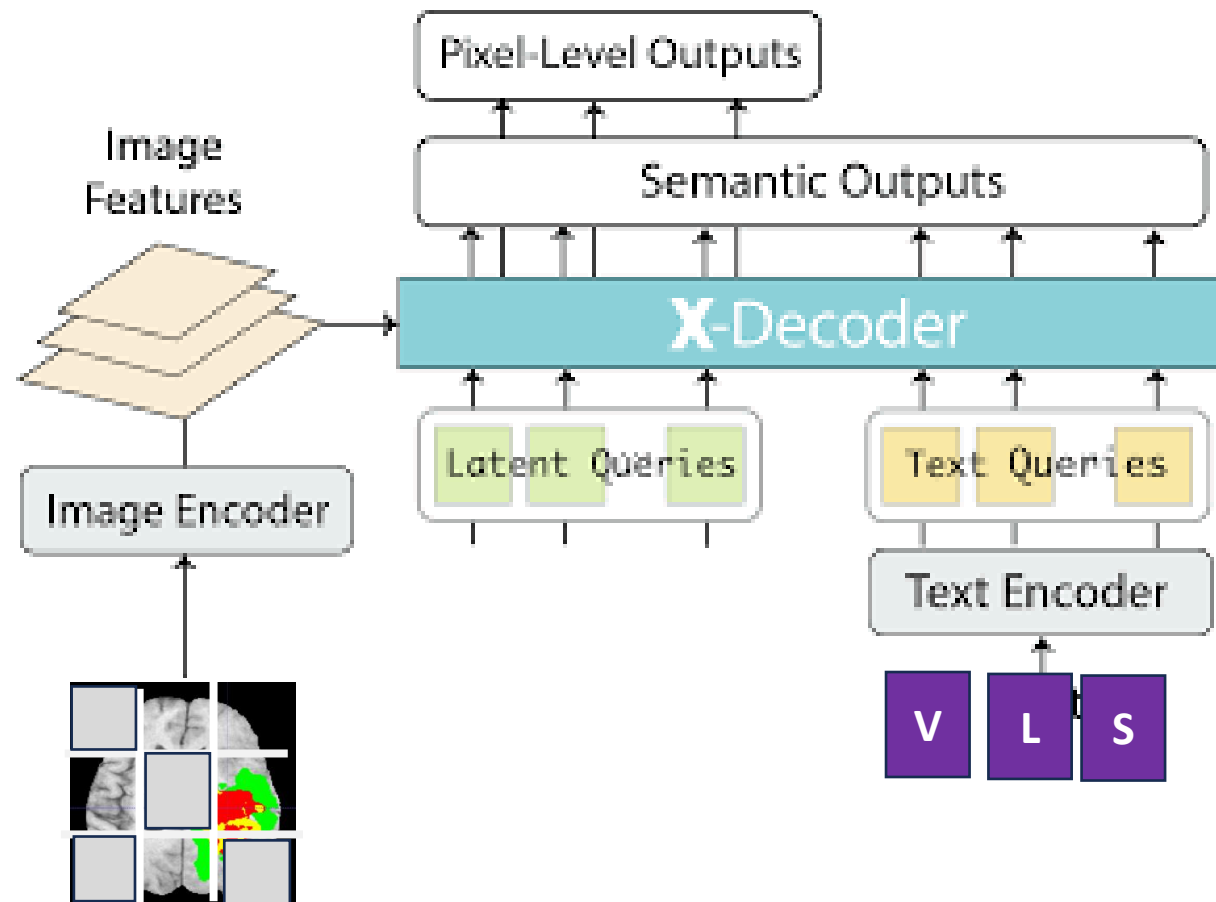 Pixel-Level Outputs
Image
Features
Semantic Outputs
X-Decoder
Latent Queries
Text Queries
Image Encoder
Text Encoder
V L S